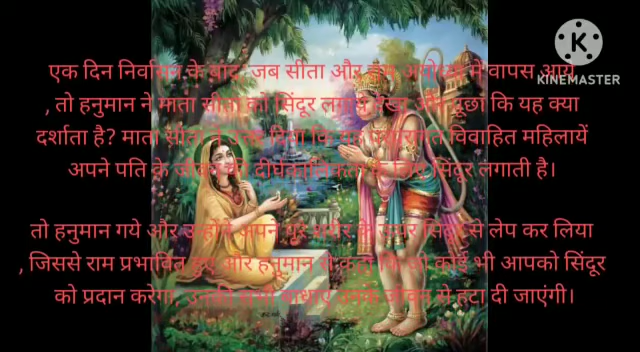 एक दिन निर्वासन के बाद, जब सीता और राम अयोध्या में वापस आये
, तो हनुमान ने माता सीता को सिंदूर लगाते देखा और पूछा कि यह क्या
दर्शाता है? माता सीता ने उत्तर दिया कि विवाहित महिलायें
अपने पति के जीवन की दीर्घकालिकता के लिए सिंदूर लगाती है।
तो हनुमान गये और उन्होंने अपने पूरे शरीर के ऊपर सिंदूर से लेप कर लिया
, जिससे राम प्रभावित हुए और हनुमान से कहा कि जो कोई भी आपको सिंदूर
को प्रदान करेगा, उनकी सभी बाधाएं उनके जीवन से हटा दी जाएंगी।
K
KINEMASTER